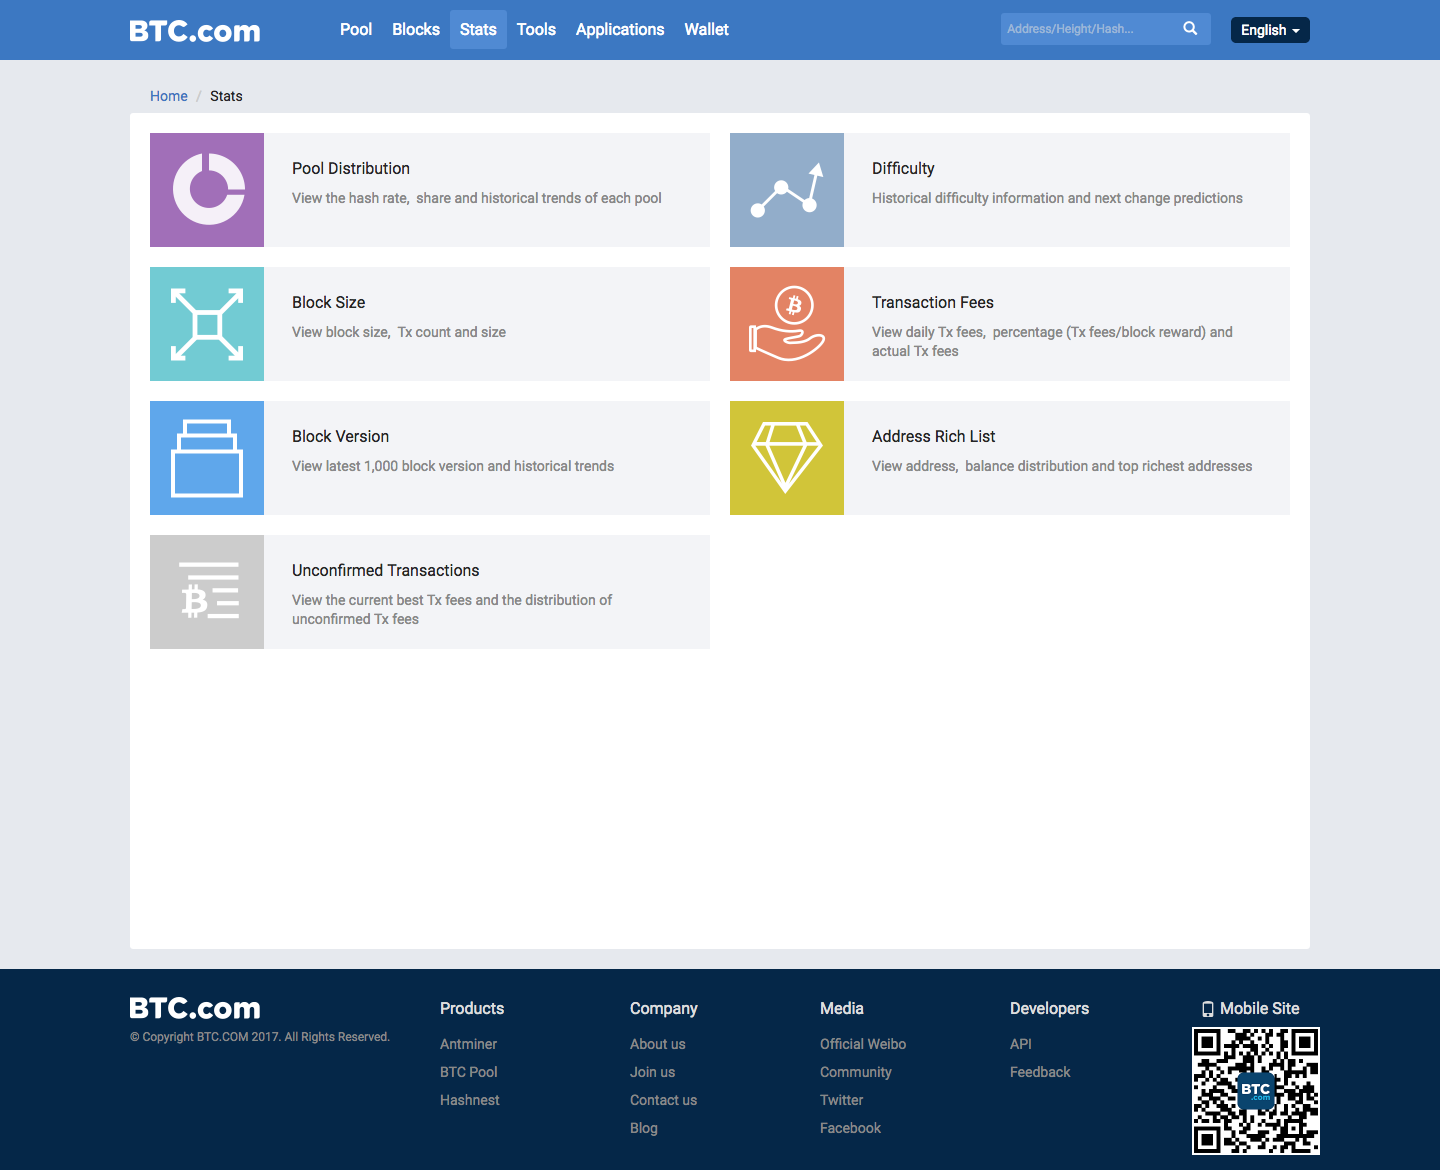 BTC.com
Pool Blocks Stats Tools Applications Wallet
Address/Height/Hash...
English
Home / Stats
Pool Distribution
View the hash rate, share and historical trends of each pool
Difficulty
Historical difficulty information and next change predictions
Block Size
View block size, Tx count and size
Transaction Fees
View daily Tx fees, percentage (Tx fees/block reward) and
actual Tx fees
Block Version
View latest 1,000 block version and historical trends
Address Rich List
View address, balance distribution and top richest addresses
Unconfirmed Transactions
View the current best Tx fees and the distribution of
unconfirmed Tx fees
BTC.com
© Copyright BTC.COM 2017. All Rights Reserved.
Products
Antminer
BTC Pool
Hashnest
Company
About us
Join us
Contact us
Blog
Media
Official Weibo
Community
Twitter
Facebook
Developers
API
Feedback
Mobile Site
BTC
.com